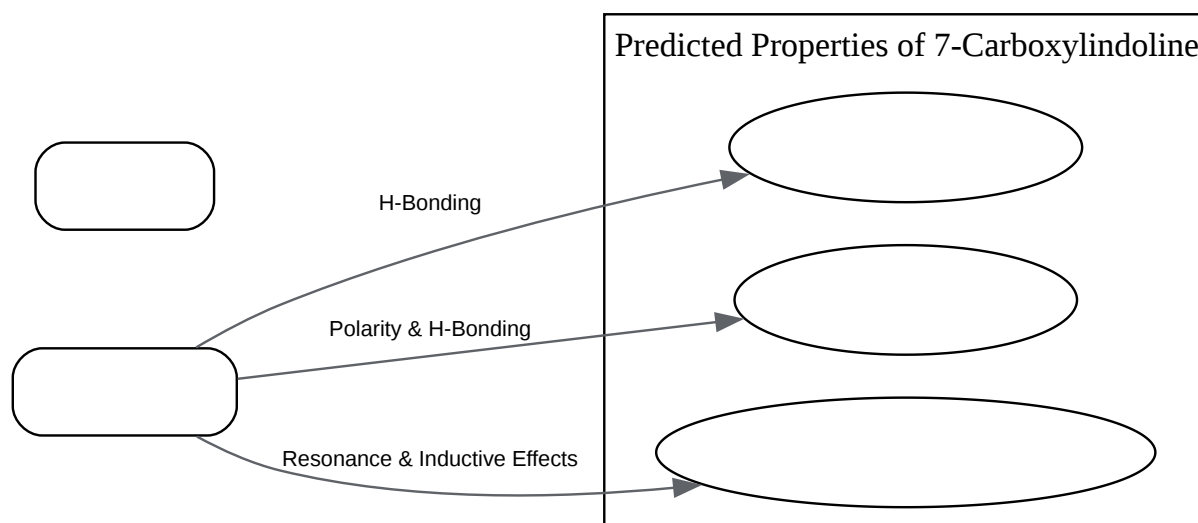 Predicted Properties of 7-Carboxylindoline
H-Bonding
Polarity & H-Bonding
Resonance & Inductive Effects